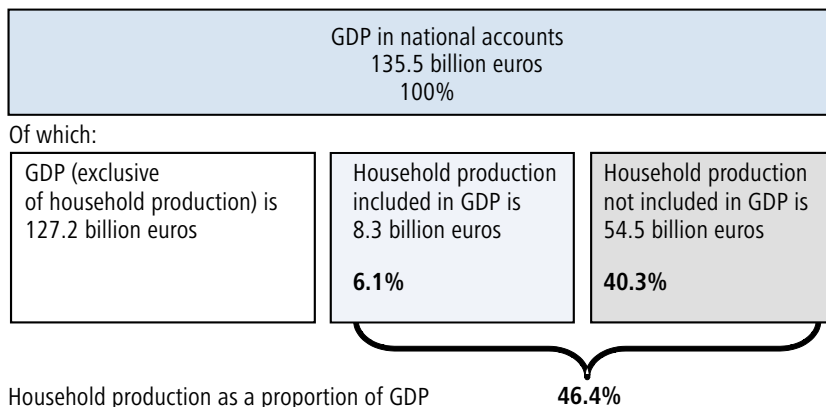 GDP in national accounts
135.5 billion euros
100%
Of which:
GDP (exclusive
of household production) is
127.2 billion euros
Household production
included in GDP is
8.3 billion euros
6.1%
Household production
not included in GDP is
54.5 billion euros
40.3%
Household production as a proportion of GDP 46.4%